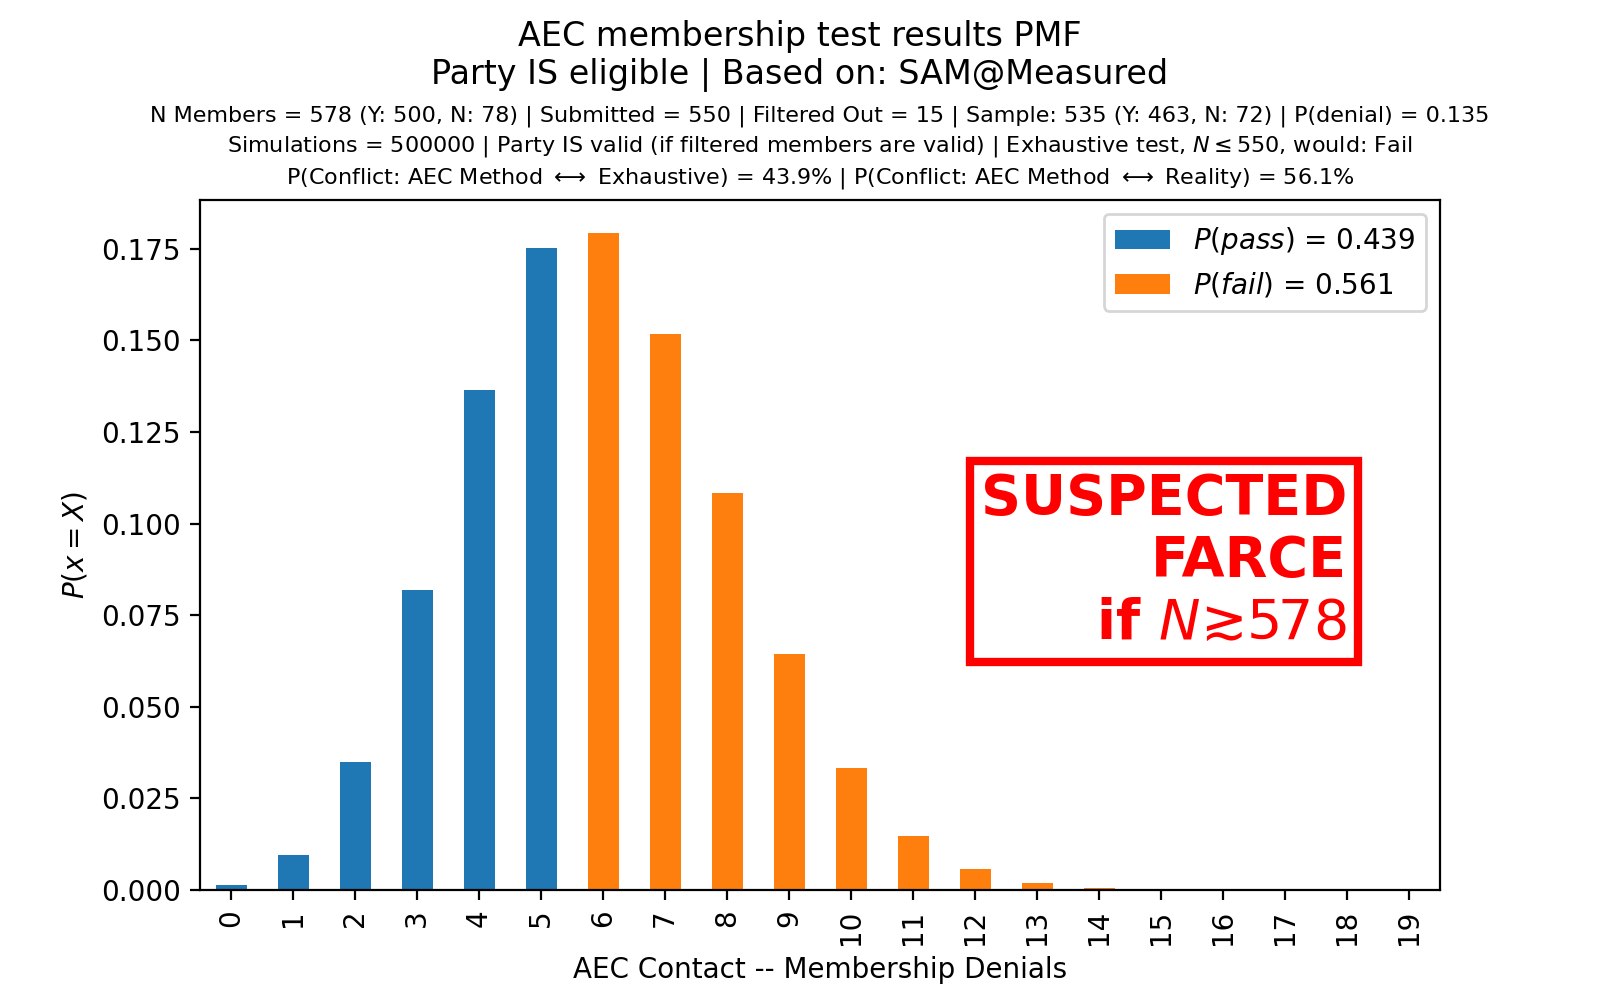 AEC membership test results PMF
Party IS eligible | Based on: SAM@Measured
N Members = 578 (Y: 500, N: 78) | Submitted = 550 | Filtered Out = 15 | Sample: 535 (Y: 463, N: 72) | P(denial) = 0.135
Simulations = 500000 | Party IS valid (if filtered members are valid) | Exhaustive test, N ≤ 550, would: Fail
P(Conflict: AEC Method ⟷ Exhaustive) = 43.9% | P(Conflict: AEC Method ⟷ Reality) = 56.1%
P(pass) = 0.439
P(fail) = 0.561
0.175
0.150
0.125
0.100
0.075
0.050
0.025
0.000
P(x = X)
SUSPECTED
FARCE
if N≳578
0 1 2 3 4 5 6 7 8 9 10 11 12 13 14 15 16 17 18 19
AEC Contact -- Membership Denials